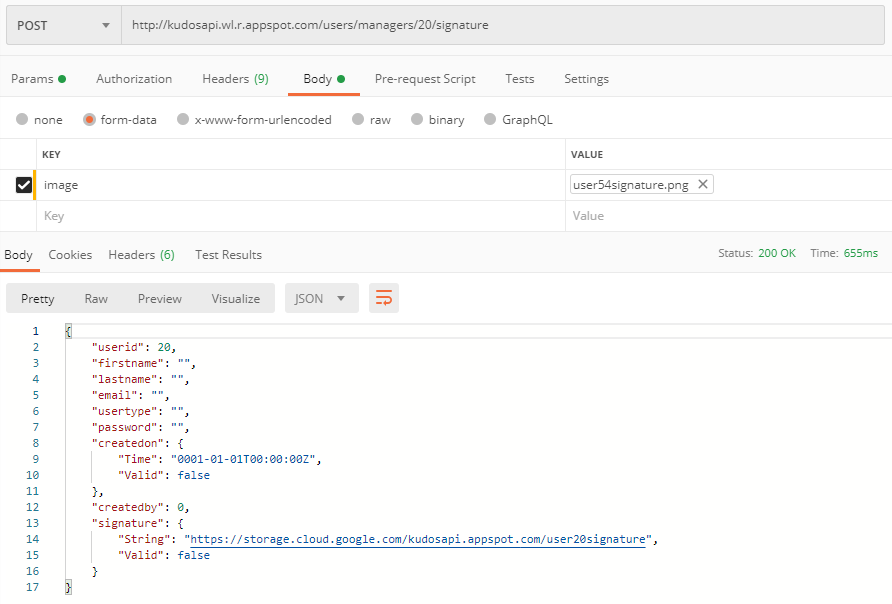 POST http://kudosapi.wl.r.appspot.com/users/managers/20/signature
Params Authorization Headers (9) Body Pre-request Script Tests Settings
none form-data x-www-form-urlencoded raw binary GraphQL
KEY VALUE
image user54signature.png
Key Value
Body Cookies Headers (6) Test Results Status: 200 OK Time: 655ms
Pretty Raw Preview Visualize JSON
1 {
2 "userid": 20,
3 "firstname": "",
4 "lastname": "",
5 "email": "",
6 "usertype": "",
7 "password": "",
8 "createdon": {
9 "Time": "0001-01-01T00:00:00Z",
10 "Valid": false
11 },
12 "createdby": 0,
13 "signature": {
14 "String": "https://storage.cloud.google.com/kudosapi.appspot.com/user20signature",
15 "Valid": false
16 }
17 }